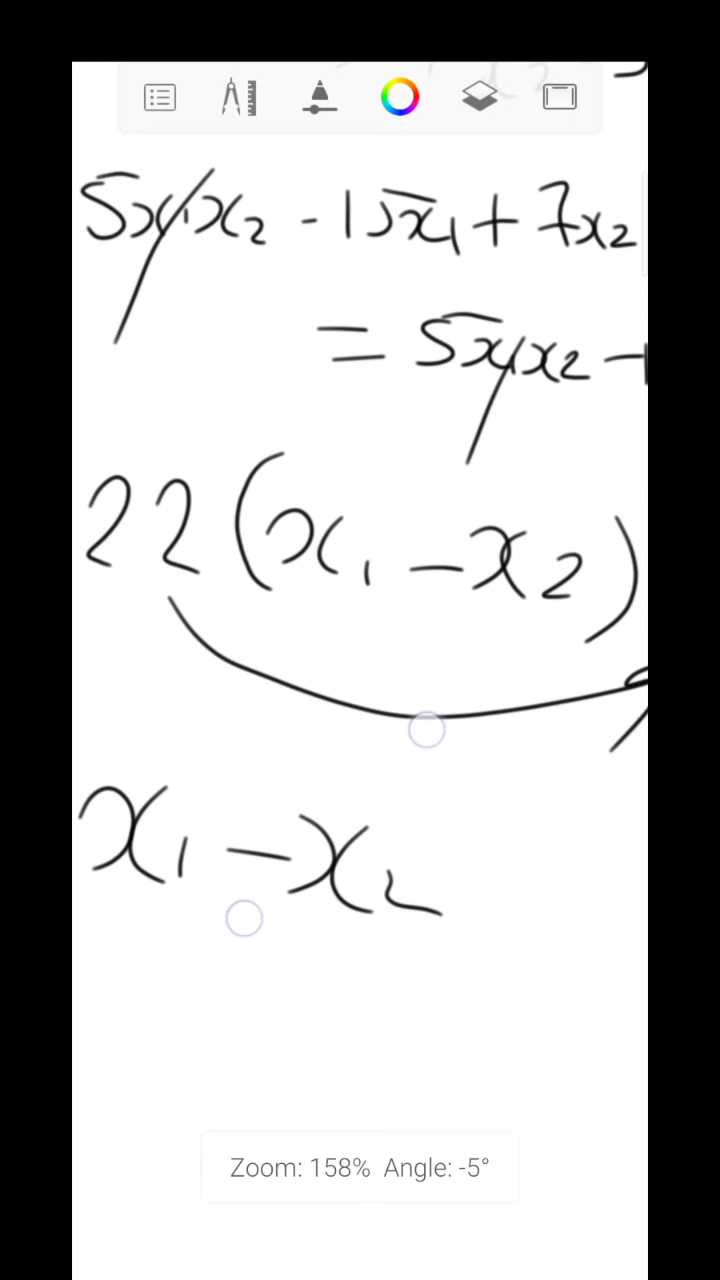 5x₁x₂ - 15x₁ + 7x₂
= 5x₁x₂ -
22(x₁ - x₂)
x₁ - x₂
Zoom: 158% Angle: -5°